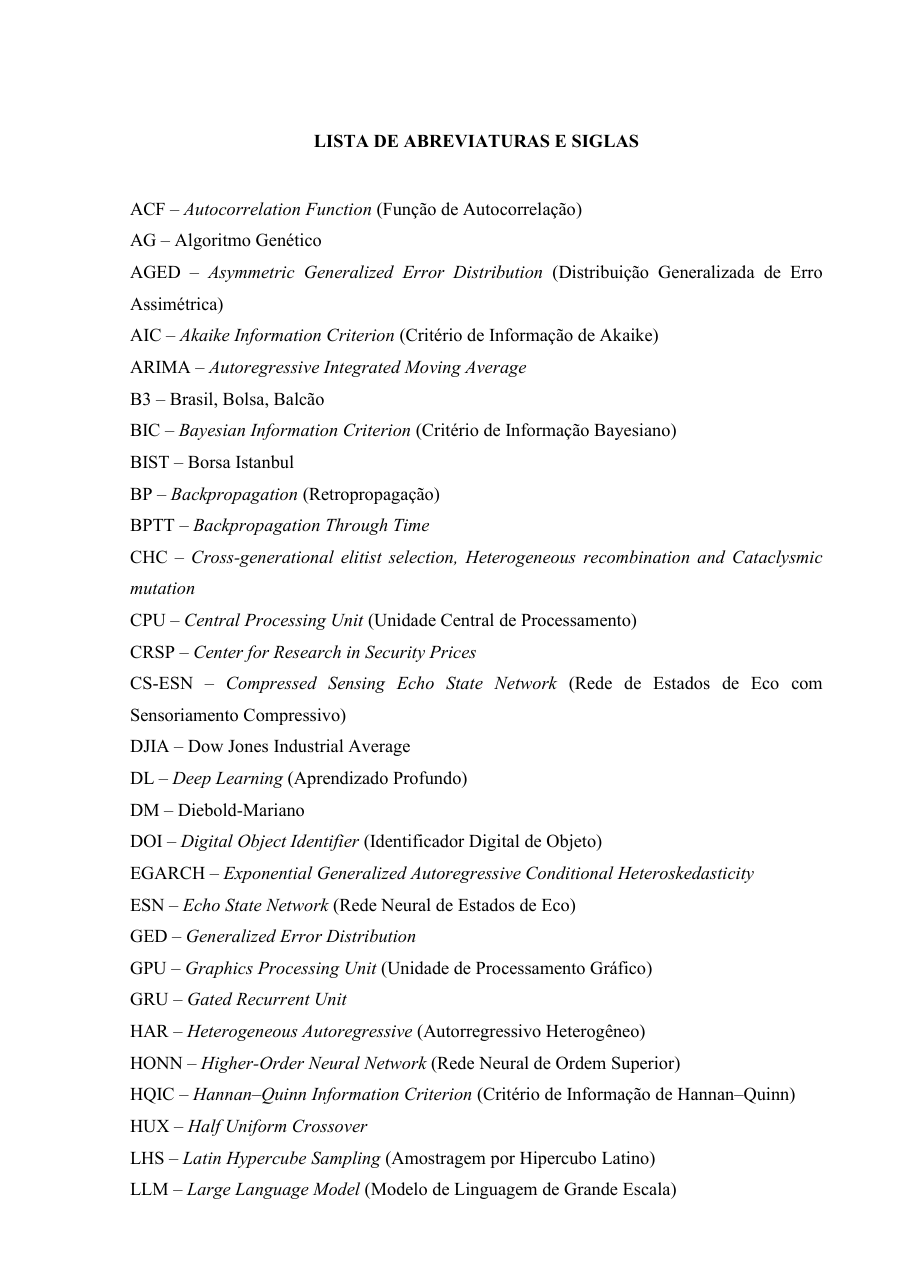 LISTA DE ABREVIATURAS E SIGLAS
ACF – Autocorrelation Function (Função de Autocorrelação)
AG – Algoritmo Genético
AGED – Asymmetric Generalized Error Distribution (Distribuição Generalizada de Erro
Assimétrica)
AIC – Akaike Information Criterion (Critério de Informação de Akaike)
ARIMA – Autoregressive Integrated Moving Average
B3 – Brasil, Bolsa, Balcão
BIC – Bayesian Information Criterion (Critério de Informação Bayesiano)
BIST – Borsa Istanbul
BP – Backpropagation (Retropropagação)
BPTT – Backpropagation Through Time
CHC – Cross-generational elitist selection, Heterogeneous recombination and Cataclysmic
mutation
CPU – Central Processing Unit (Unidade Central de Processamento)
CRSP – Center for Research in Security Prices
CS-ESN – Compressed Sensing Echo State Network (Rede de Estados de Eco com
Sensoriamento Compressivo)
DJIA – Dow Jones Industrial Average
DL – Deep Learning (Aprendizado Profundo)
DM – Diebold-Mariano
DOI – Digital Object Identifier (Identificador Digital de Objeto)
EGARCH – Exponential Generalized Autoregressive Conditional Heteroskedasticity
ESN – Echo State Network (Rede Neural de Estados de Eco)
GED – Generalized Error Distribution
GPU – Graphics Processing Unit (Unidade de Processamento Gráfico)
GRU – Gated Recurrent Unit
HAR – Heterogeneous Autoregressive (Autorregressivo Heterogêneo)
HONN – Higher-Order Neural Network (Rede Neural de Ordem Superior)
HQIC – Hannan–Quinn Information Criterion (Critério de Informação de Hannan–Quinn)
HUX – Half Uniform Crossover
LHS – Latin Hypercube Sampling (Amostragem por Hipercubo Latino)
LLM – Large Language Model (Modelo de Linguagem de Grande Escala)